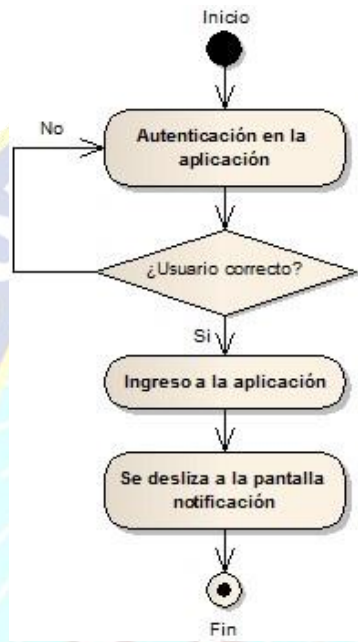 Inicio
No
Autenticación en la
aplicación
¿Usuario correcto?
Si
Ingreso a la aplicación
Se desliza a la pantalla
notificación
Fin